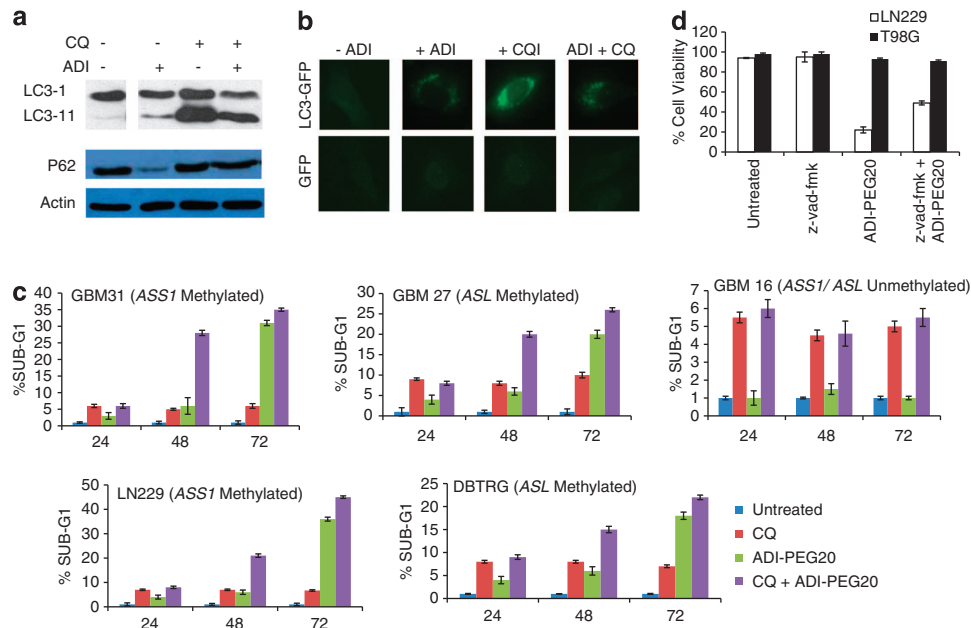 a
CQ - - + +
ADI - + - +
LC3-1
LC3-11
P62
Actin
b
- ADI + ADI + CQI ADI + CQ
LC3-GFP
GFP
d
LN229
T98G
% Cell Viability
120
100
80
60
40
20
0
Untreated
z-vad-fmk
ADI-PEG20
z-vad-fmk +
ADI-PEG20
c
GBM31 (ASS1 Methylated)
%SUB-G1
40
35
30
25
20
15
10
5
0
24 48 72
GBM 27 (ASL Methylated)
% SUB-G1
30
25
20
15
10
5
0
24 48 72
GBM 16 (ASS1/ ASL Unmethylated)
% SUB-G1
7
6
5
4
3
2
1
0
24 48 72
LN229 (ASS1 Methylated)
% SUB-G1
50
40
30
20
10
0
24 48 72
DBTRG (ASL Methylated)
% SUB-G1
25
20
15
10
5
0
24 48 72
Untreated
CQ
ADI-PEG20
CQ + ADI-PEG20